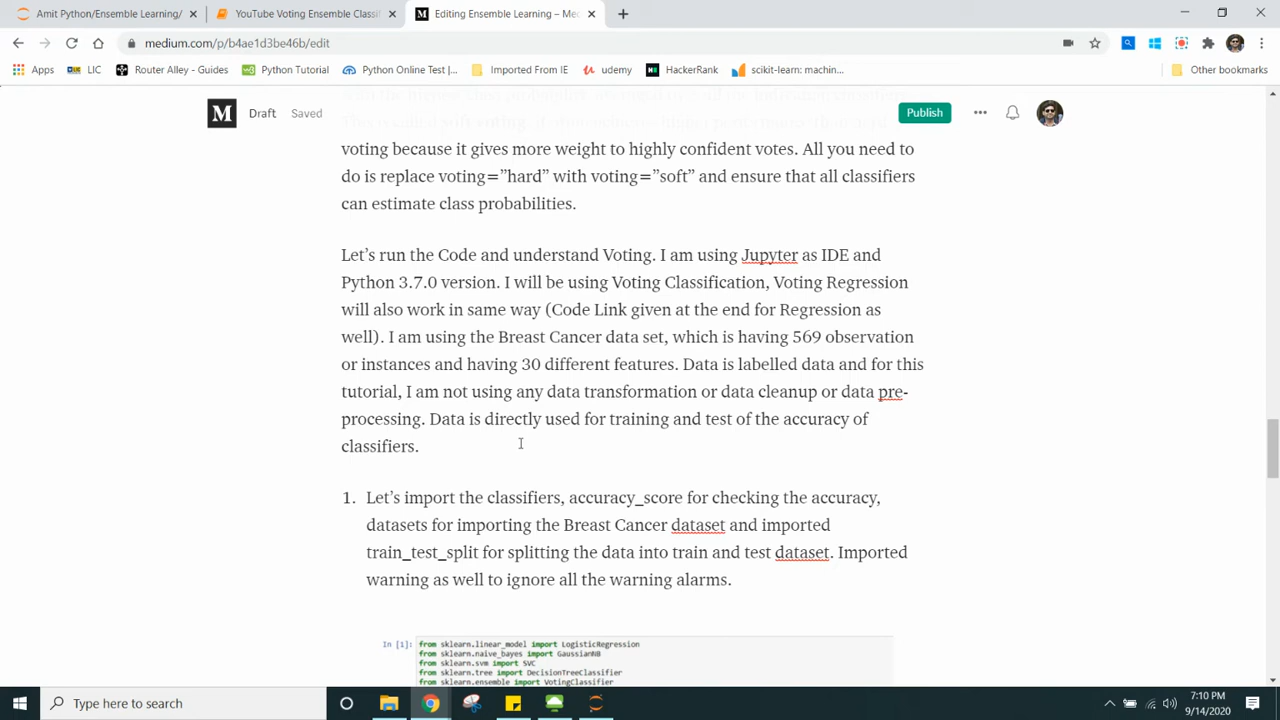 Amit Python/Ensemble Learning/
YouTube Voting Ensemble Classif
Editing Ensemble Learning – Med
medium.com/p/b4ae1d3be46b/edit
Apps
LIC
Router Alley - Guides
Python Tutorial
Python Online Test |...
Imported From IE
udemy
HackerRank
scikit-learn: machin...
Other bookmarks
Draft
Saved
Publish
voting because it gives more weight to highly confident votes. All you need to
do is replace voting=”hard” with voting=”soft” and ensure that all classifiers
can estimate class probabilities.
Let’s run the Code and understand Voting. I am using Jupyter as IDE and
Python 3.7.0 version. I will be using Voting Classification, Voting Regression
will also work in same way (Code Link given at the end for Regression as
well). I am using the Breast Cancer data set, which is having 569 observation
or instances and having 30 different features. Data is labelled data and for this
tutorial, I am not using any data transformation or data cleanup or data pre-
processing. Data is directly used for training and test of the accuracy of
classifiers.
1. Let’s import the classifiers, accuracy_score for checking the accuracy,
datasets for importing the Breast Cancer dataset and imported
train_test_split for splitting the data into train and test dataset. Imported
warning as well to ignore all the warning alarms.
In [1]: from sklearn.linear_model import LogisticRegression
from sklearn.naive_bayes import GaussianNB
from sklearn.svm import SVC
from sklearn.tree import DecisionTreeClassifier
from sklearn.ensemble import VotingClassifier
Type here to search
7:10 PM
9/14/2020